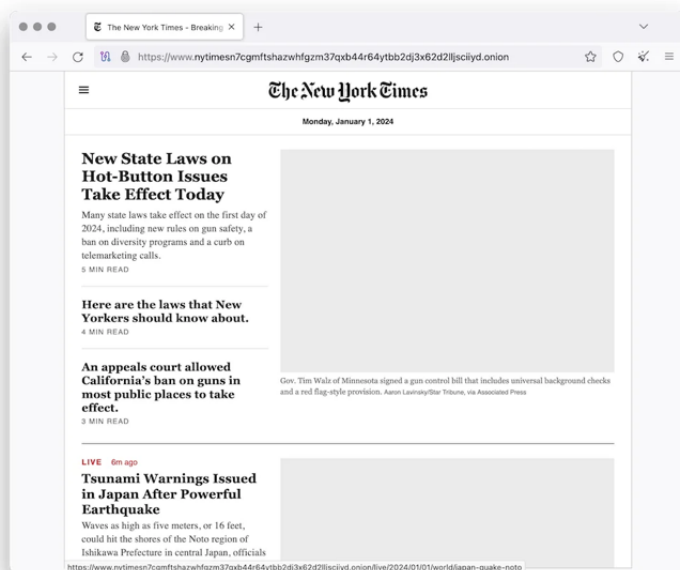 The New York Times - Breaking
https://www.nytimesn7cgmftshazwhfgzm37qxb44r64ytbb2dj3x62d2lljsciiyd.onion
The New York Times
Monday, January 1, 2024
New State Laws on
Hot-Button Issues
Take Effect Today
Many state laws take effect on the first day of
2024, including new rules on gun safety, a
ban on diversity programs and a curb on
telemarketing calls.
5 MIN READ
Here are the laws that New
Yorkers should know about.
4 MIN READ
An appeals court allowed
California's ban on guns in
most public places to take
effect.
3 MIN READ
Gov. Tim Walz of Minnesota signed a gun control bill that includes universal background checks
and a red flag-style provision. Aaron Lavinsky/Star Tribune, via Associated Press
LIVE 6m ago
Tsunami Warnings Issued
in Japan After Powerful
Earthquake
Waves as high as five meters, or 16 feet,
could hit the shores of the Noto region of
Ishikawa Prefecture in central Japan, officials
https://www.nytimesn7cgmftshazwhfgzm37qxb44r64ytbb2dj3x62d2lljsciiyd.onion/live/2024/01/01/world/japan-quake-noto